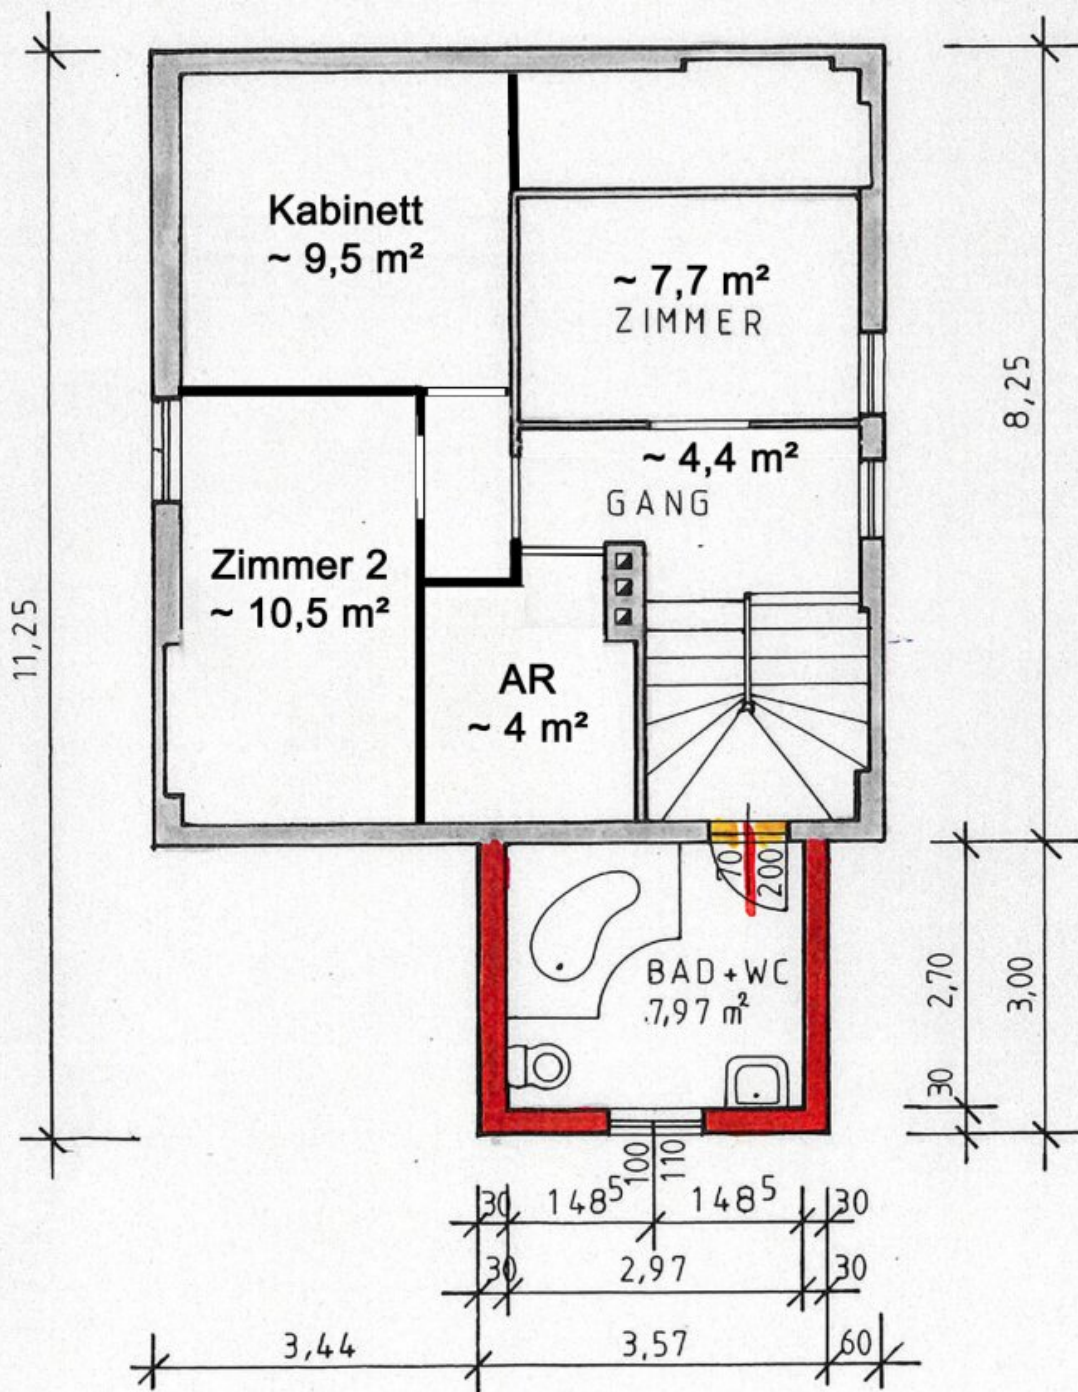 Kabinett
~ 9,5 m²
~ 7,7 m²
ZIMMER
8,25
~ 4,4 m²
GANG
Zimmer 2
~ 10,5 m²
11,25
AR
~ 4 m²
70
200
BAD+WC
7,97 m²
2,70
3,00
30
100
110
30
148⁵
148⁵
30
30
2,97
30
3,44
3,57
60